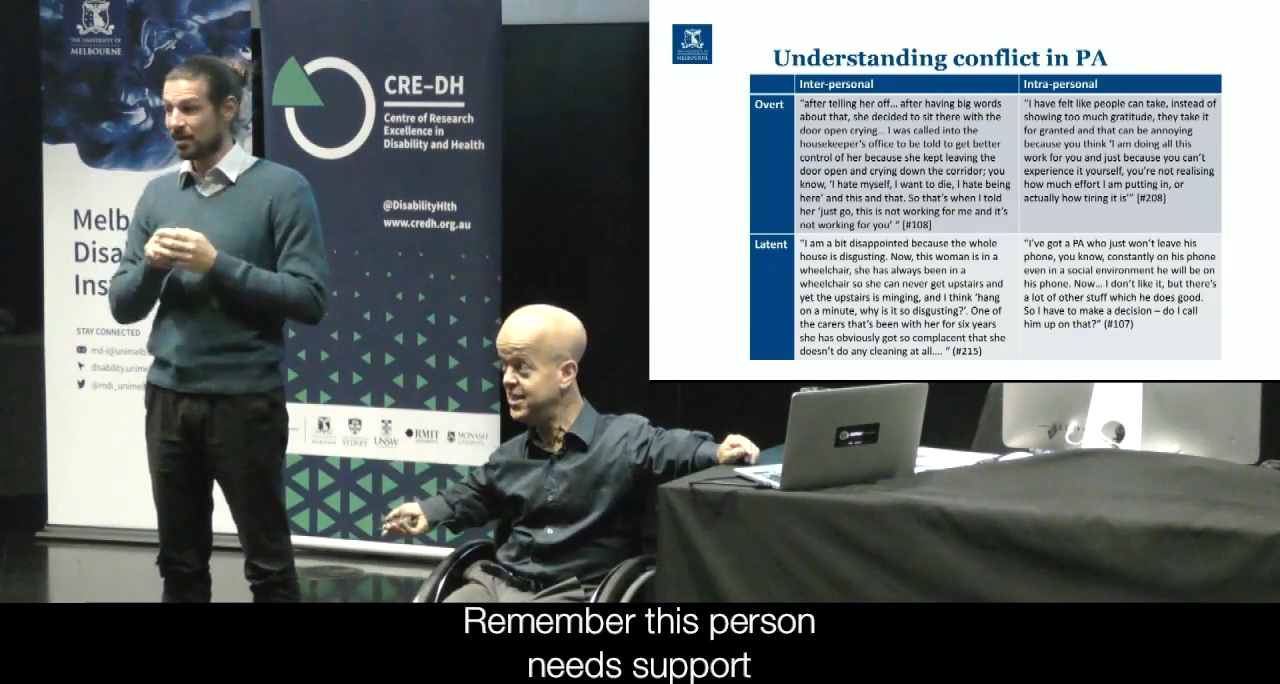 THE UNIVERSITY OF
MELBOURNE
Melb
Disa
Ins
STAY CONNECTED
md-i@unimelb
disability.unimelb
@mdi_unimelb
CRE–DH
Centre of Research
Excellence in
Disability and Health
@DisabilityHlth
www.credh.org.au
MELBOURNE
SYDNEY
UNSW
RMIT
UNIVERSITY
MONASH
University
MELBOURNE
Understanding conflict in PA
Inter-personal
Intra-personal
Overt
“after telling her off... after having big words
about that, she decided to sit there with the
door open crying... I was called into the
housekeeper’s office to be told to get better
control of her because she kept leaving the
door open and crying down the corridor; you
know, ‘I hate myself, I want to die, I hate being
here’ and this and that. So that’s when I told
her ‘just go, this is not working for me and it’s
not working for you’ “ [#108]
“I have felt like people can take, instead of
showing too much gratitude, they take it
for granted and that can be annoying
because you think ‘I am doing all this
work for you and just because you can’t
experience it yourself, you’re not realising
how much effort I am putting in, or
actually how tiring it is’” [#208]
Latent
“I am a bit disappointed because the whole
house is disgusting. Now, this woman is in a
wheelchair, she has always been in a
wheelchair so she can never get upstairs and
yet the upstairs is minging, and I think ‘hang
on a minute, why is it so disgusting?’. One of
the carers that’s been with her for six years
she has obviously got so complacent that she
doesn’t do any cleaning at all.... “ (#215)
“I’ve got a PA who just won’t leave his
phone, you know, constantly on his phone
even in a social environment he will be on
his phone. Now... I don’t like it, but there’s
a lot of other stuff which he does good.
So I have to make a decision – do I call
him up on that?” (#107)
Remember this person
needs support